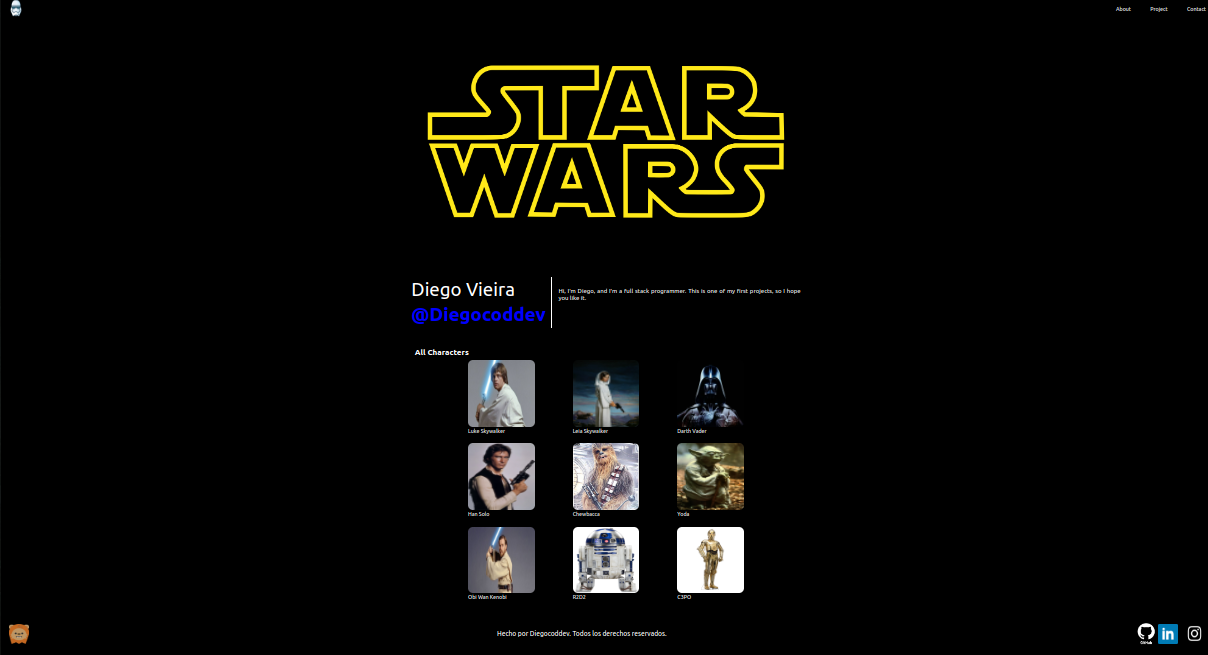 About Project Contact
STAR
WARS
Diego Vieira
@Diegocoddev
Hi, I'm Diego, and I'm a full stack programmer. This is one of my first projects, so I hope
you like it.
All Characters
Luke Skywalker Leia Skywalker Darth Vader
Han Solo Chewbacca Yoda
Obi Wan Kenobi R2D2 C3PO
Hecho por Diegocoddev. Todos los derechos reservados.
GitHub
in